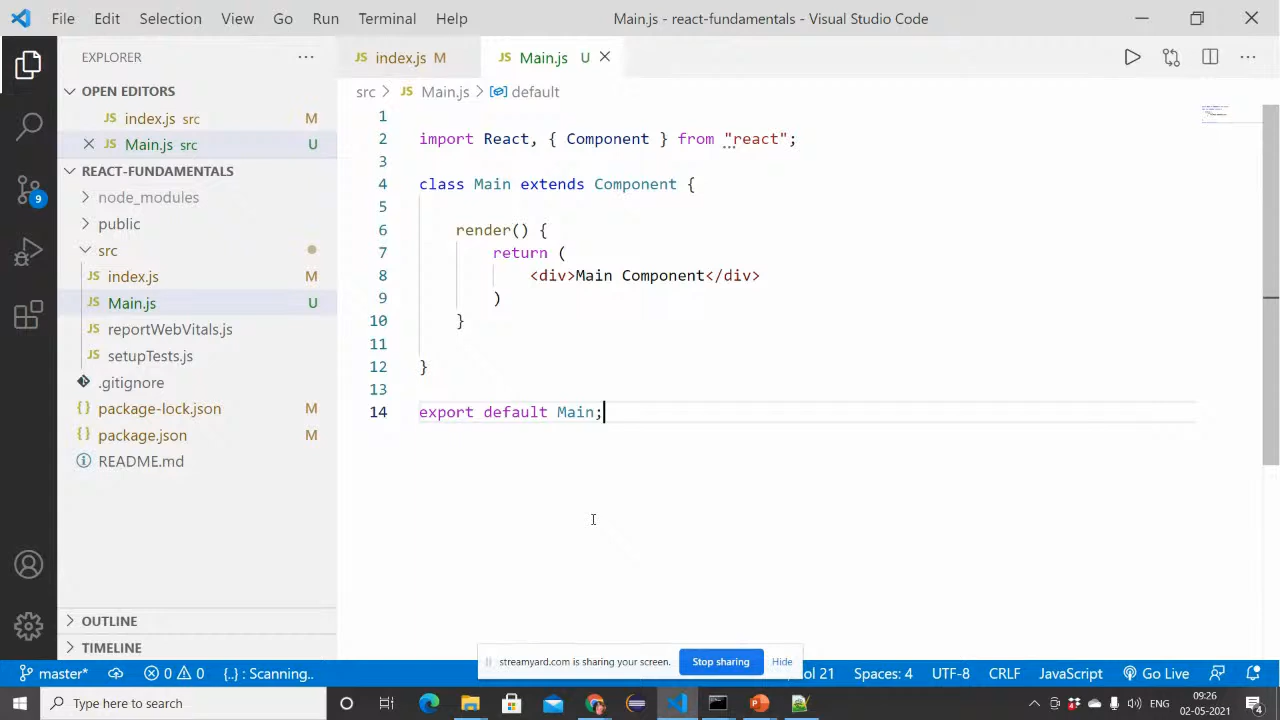 File Edit Selection View Go Run Terminal Help Main.js - react-fundamentals - Visual Studio Code
EXPLORER
OPEN EDITORS
index.js src M
Main.js src U
REACT-FUNDAMENTALS
node_modules
public
src
JS index.js M
JS Main.js U
JS reportWebVitals.js
JS setupTests.js
.gitignore
{} package-lock.json M
{} package.json M
README.md
OUTLINE
TIMELINE
JS index.js M JS Main.js U
src > JS Main.js > default
1
2 import React, { Component } from "react";
3
4 class Main extends Component {
5
6 render() {
7 return (
8 <div>Main Component</div>
9 )
10 }
11
12 }
13
14 export default Main;
streamyard.com is sharing your screen. Stop sharing Hide
9
master* 0 0 {..} : Scanning.. ol 21 Spaces: 4 UTF-8 CRLF JavaScript Go Live
Type here to search
ENG 09:26
02-05-2021
4